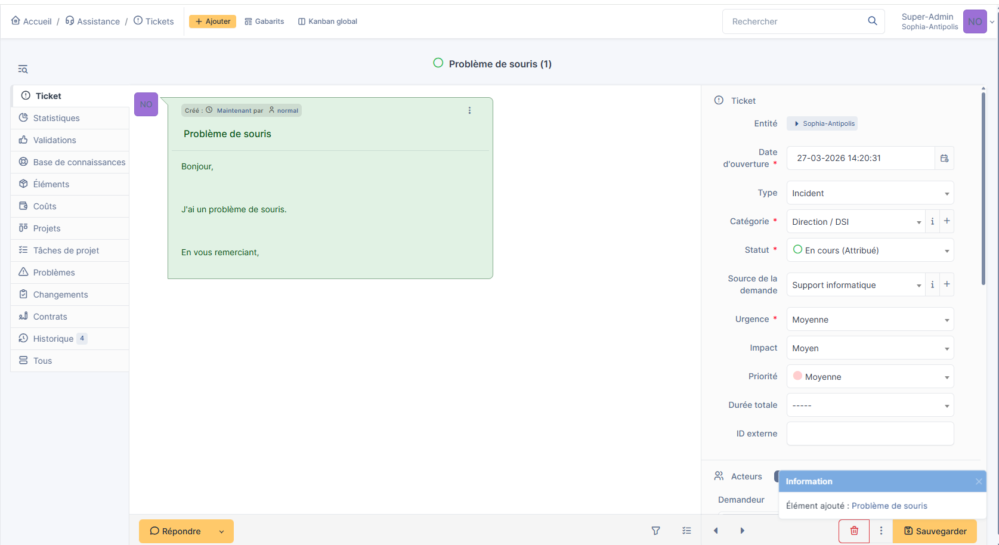 Accueil / Assistance / Tickets
Ajouter
Gabarits
Kanban global
Rechercher
Super-Admin
Sophia-Antipolis
NO
Problème de souris (1)
Ticket
Statistiques
Validations
Base de connaissances
Éléments
Coûts
Projets
Tâches de projet
Problèmes
Changements
Contrats
Historique 4
Tous
NO
Créé : Maintenant par normal
Problème de souris
Bonjour,
J'ai un problème de souris.
En vous remerciant,
Ticket
Entité Sophia-Antipolis
Date
d'ouverture * 27-03-2026 14:20:31
Type Incident
Catégorie * Direction / DSI
Statut * En cours (Attribué)
Source de la
demande Support informatique
Urgence * Moyenne
Impact Moyen
Priorité Moyenne
Durée totale -----
ID externe
Acteurs
Demandeur
Information
Élément ajouté : Problème de souris
Répondre
Sauvegarder